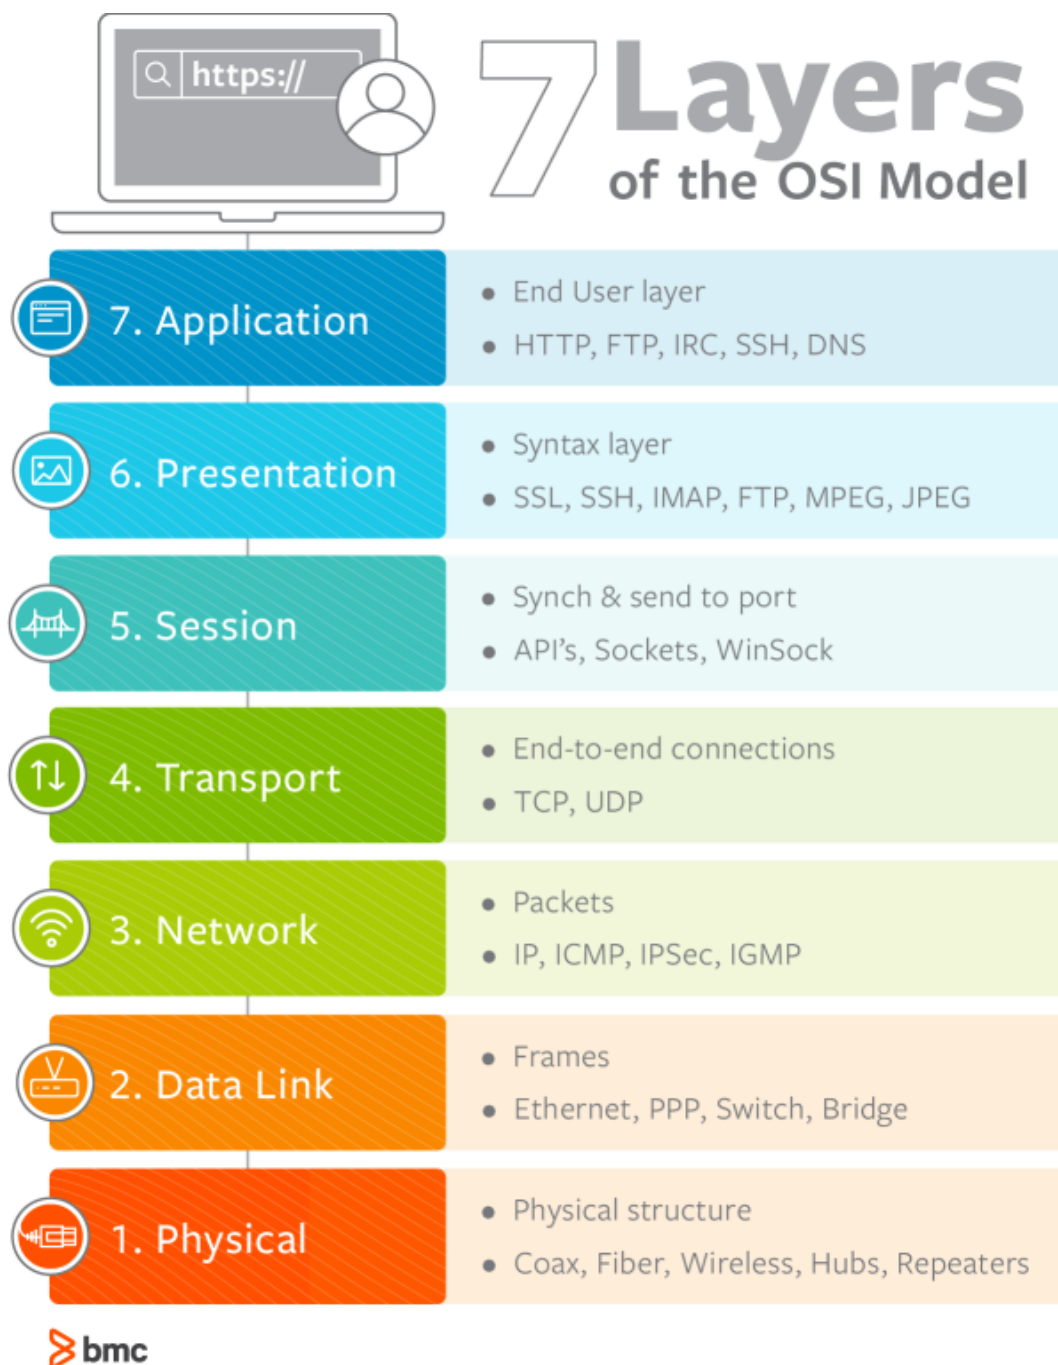 https://
7 Layers
of the OSI Model
7. Application
• End User layer
• HTTP, FTP, IRC, SSH, DNS
6. Presentation
• Syntax layer
• SSL, SSH, IMAP, FTP, MPEG, JPEG
5. Session
• Synch & send to port
• API's, Sockets, WinSock
4. Transport
• End-to-end connections
• TCP, UDP
3. Network
• Packets
• IP, ICMP, IPSec, IGMP
2. Data Link
• Frames
• Ethernet, PPP, Switch, Bridge
1. Physical
• Physical structure
• Coax, Fiber, Wireless, Hubs, Repeaters
bmc